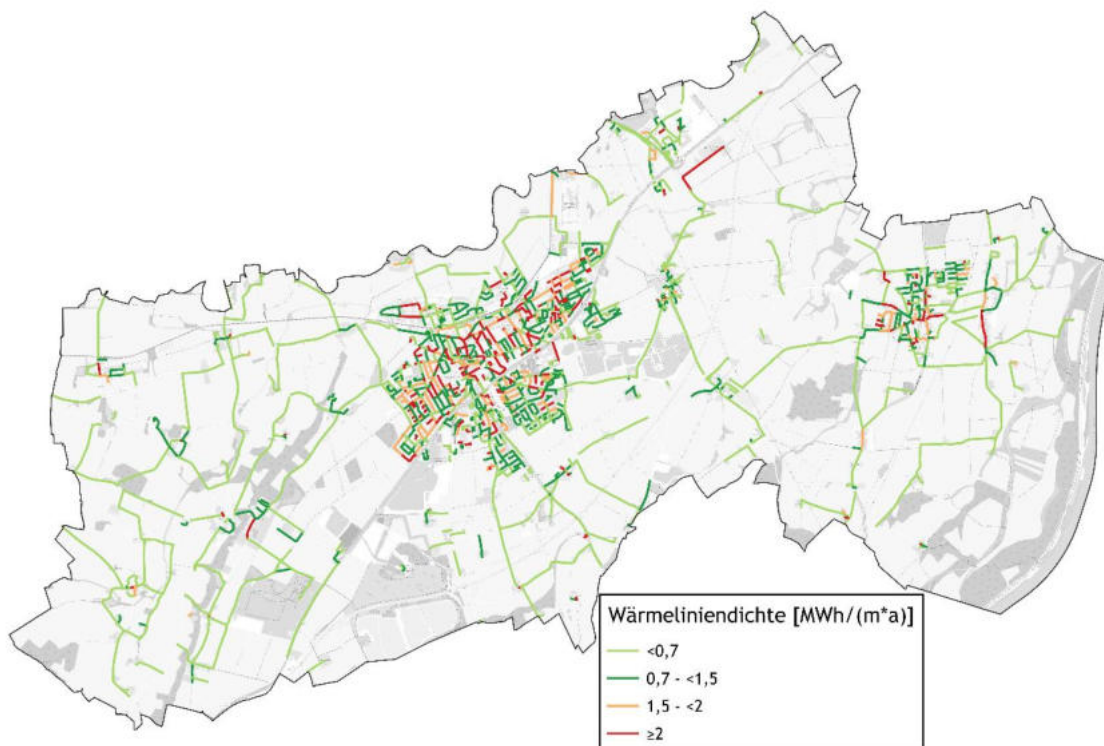 Wärmeliniendichte [MWh/(m*a)]
<0,7
0,7 - <1,5
1,5 - <2
≥2